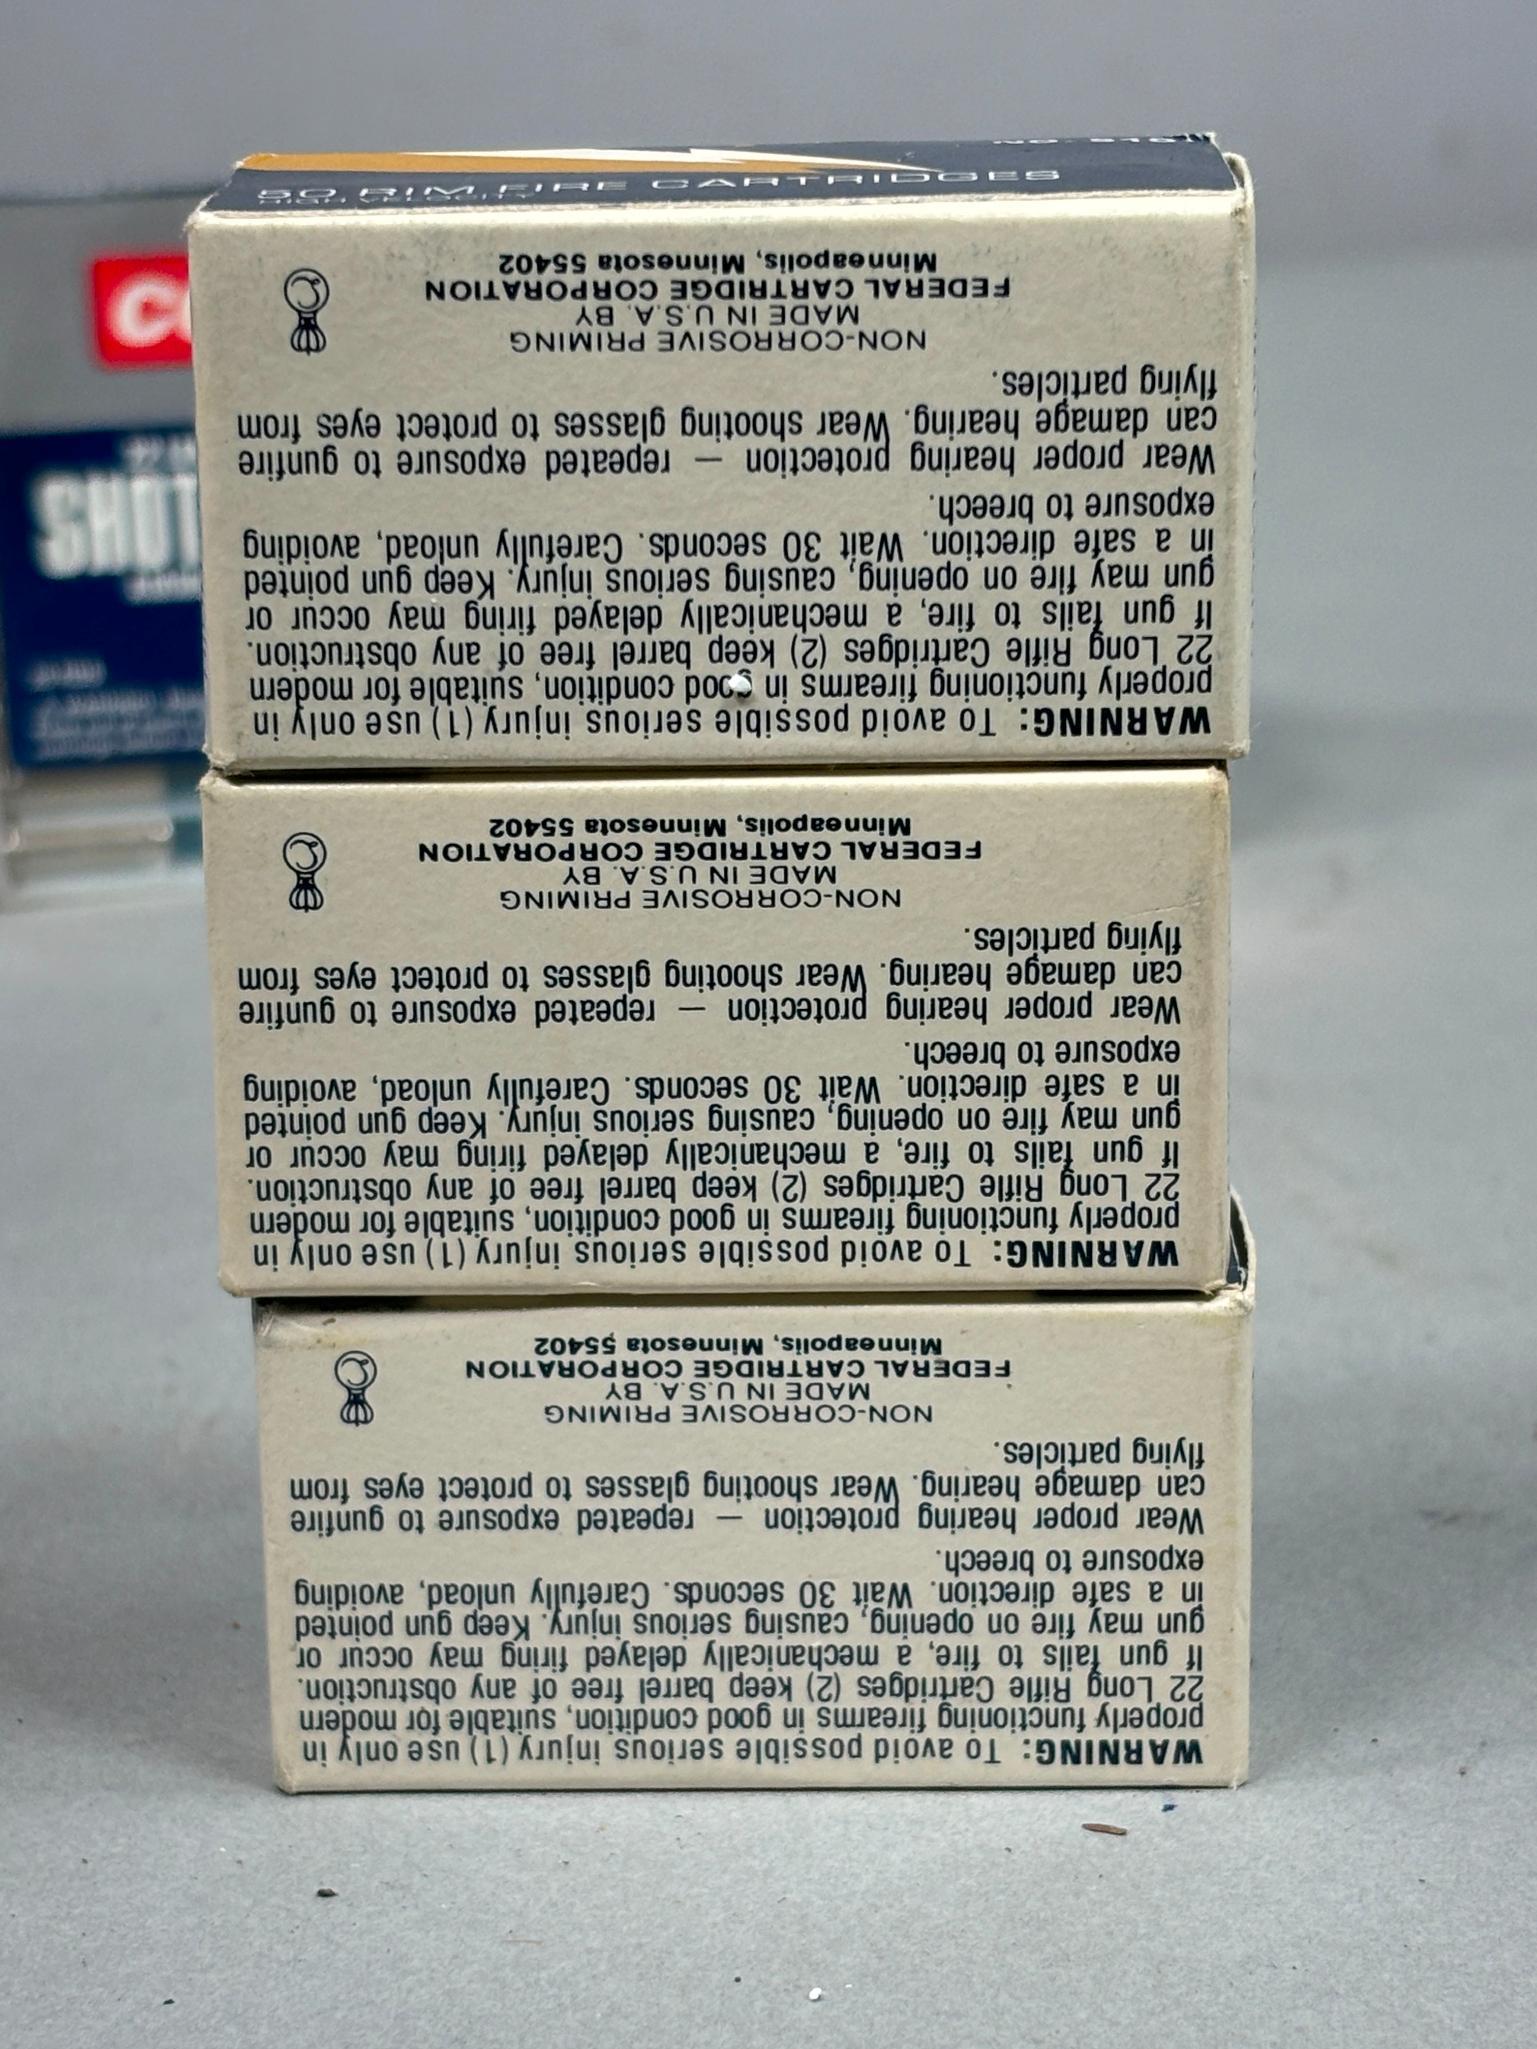 50 RIM FIRE CARTRIDGES
HIGH VELOCITY
WARNING: To avoid possible serious injury (1) use only in
properly functioning firearms in good condition, suitable for modern
22 Long Rifle Cartridges (2) keep barrel free of any obstruction.
If gun fails to fire, a mechanically delayed firing may occur or
gun may fire on opening, causing serious injury. Keep gun pointed
in a safe direction. Wait 30 seconds. Carefully unload, avoiding
exposure to breech.
Wear proper hearing protection — repeated exposure to gunfire
can damage hearing. Wear shooting glasses to protect eyes from
flying particles.
NON-CORROSIVE PRIMING
MADE IN U.S.A. BY
FEDERAL CARTRIDGE CORPORATION
Minneapolis, Minnesota 55402
WARNING: To avoid possible serious injury (1) use only in
properly functioning firearms in good condition, suitable for modern
22 Long Rifle Cartridges (2) keep barrel free of any obstruction.
If gun fails to fire, a mechanically delayed firing may occur or
gun may fire on opening, causing serious injury. Keep gun pointed
in a safe direction. Wait 30 seconds. Carefully unload, avoiding
exposure to breech.
Wear proper hearing protection — repeated exposure to gunfire
can damage hearing. Wear shooting glasses to protect eyes from
flying particles.
NON-CORROSIVE PRIMING
MADE IN U.S.A. BY
FEDERAL CARTRIDGE CORPORATION
Minneapolis, Minnesota 55402
WARNING: To avoid possible serious injury (1) use only in
properly functioning firearms in good condition, suitable for modern
22 Long Rifle Cartridges (2) keep barrel free of any obstruction.
If gun fails to fire, a mechanically delayed firing may occur or
gun may fire on opening, causing serious injury. Keep gun pointed
in a safe direction. Wait 30 seconds. Carefully unload, avoiding
exposure to breech.
Wear proper hearing protection — repeated exposure to gunfire
can damage hearing. Wear shooting glasses to protect eyes from
flying particles.
NON-CORROSIVE PRIMING
MADE IN U.S.A. BY
FEDERAL CARTRIDGE CORPORATION
Minneapolis, Minnesota 55402
SHOT